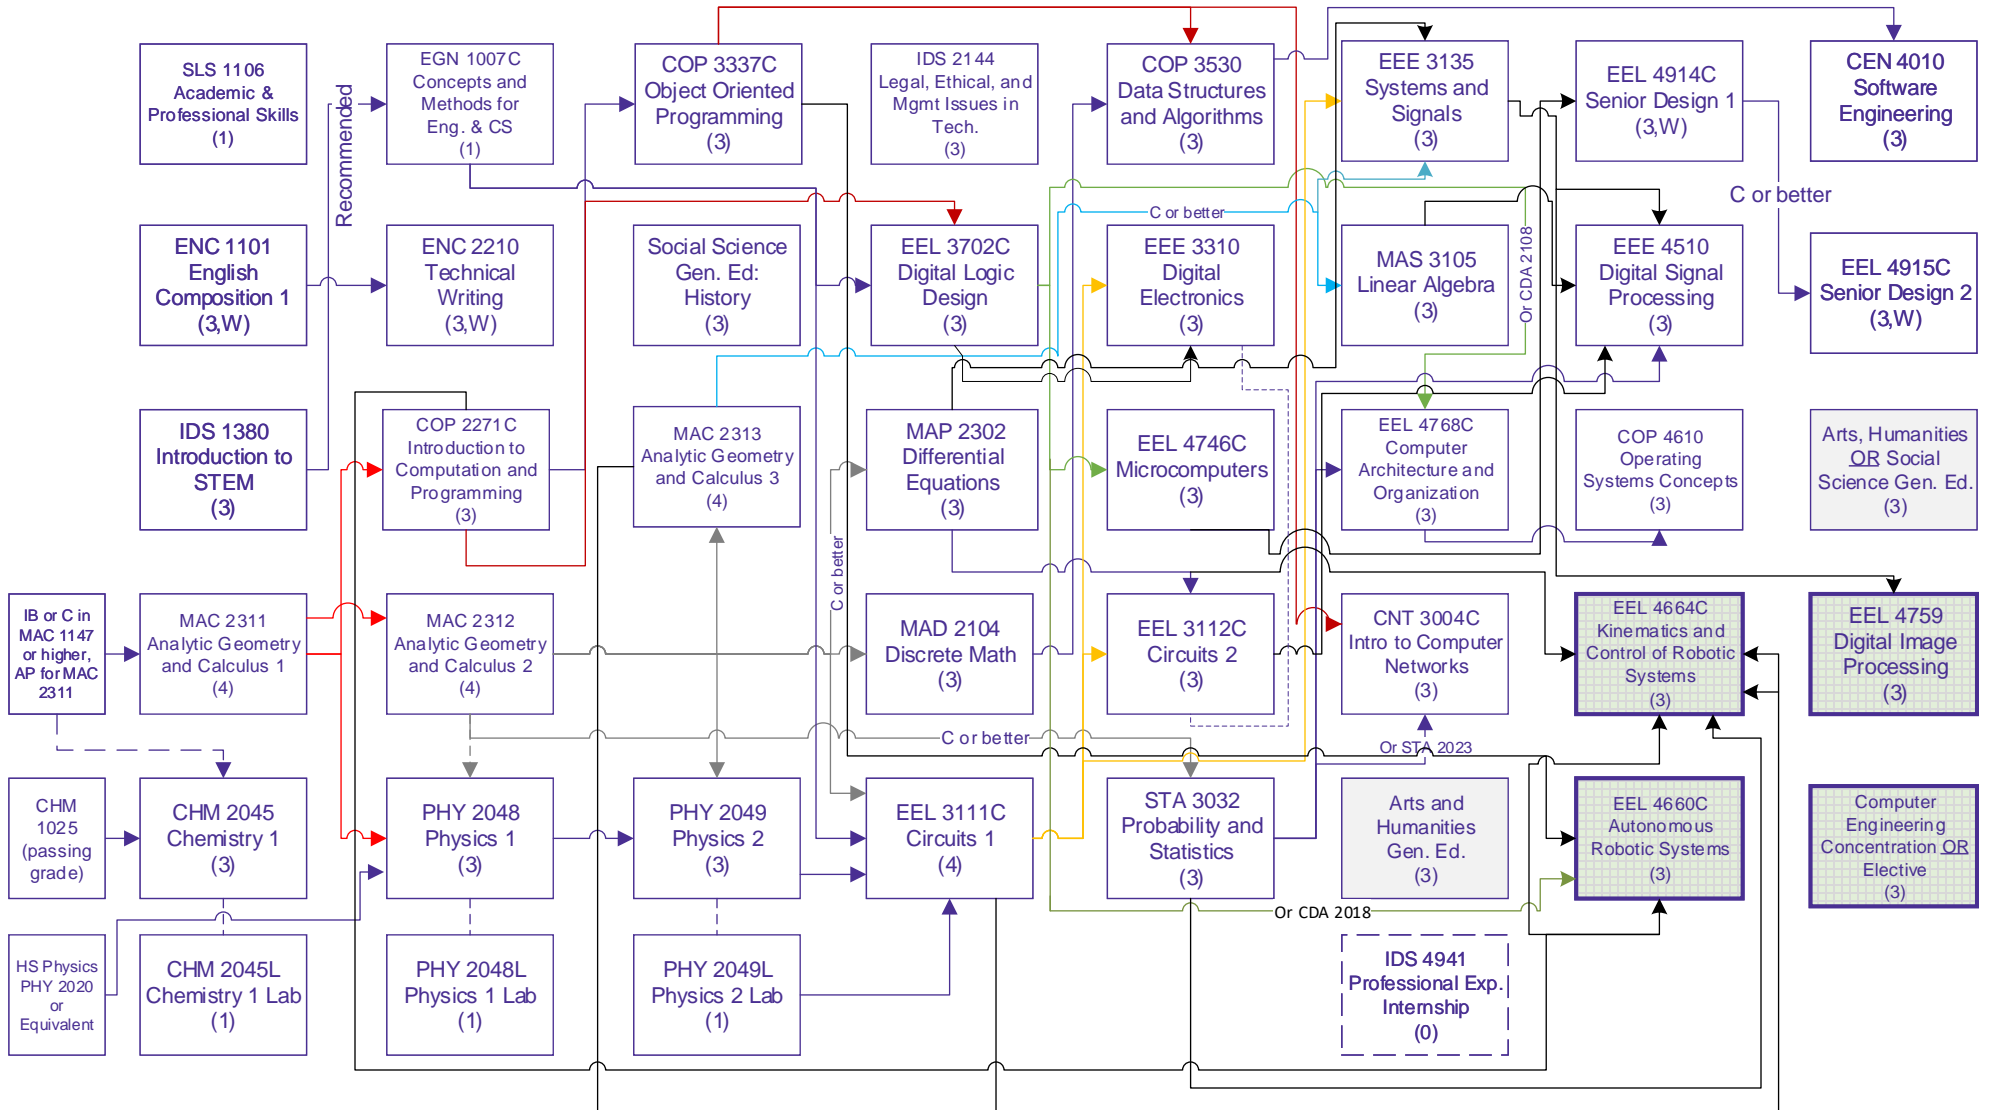 SLS 1106
Academic &
Professional Skills
(1)
EGN 1007C
Concepts and
Methods for
Eng. & CS
(1)
COP 3337C
Object Oriented
Programming
(3)
IDS 2144
Legal, Ethical, and
Mgmt Issues in
Tech.
(3)
COP 3530
Data Structures
and Algorithms
(3)
EEE 3135
Systems and
Signals
(3)
EEL 4914C
Senior Design 1
(3,W)
CEN 4010
Software
Engineering
(3)
Recommended
C or better
C or better
ENC 1101
English
Composition 1
(3,W)
ENC 2210
Technical
Writing
(3,W)
Social Science
Gen. Ed:
History
(3)
EEL 3702C
Digital Logic
Design
(3)
EEE 3310
Digital
Electronics
(3)
MAS 3105
Linear Algebra
(3)
Or CDA 2108
EEE 4510
Digital Signal
Processing
(3)
EEL 4915C
Senior Design 2
(3,W)
IDS 1380
Introduction to
STEM
(3)
COP 2271C
Introduction to
Computation and
Programming
(3)
MAC 2313
Analytic Geometry
and Calculus 3
(4)
MAP 2302
Differential
Equations
(3)
EEL 4746C
Microcomputers
(3)
EEL 4768C
Computer
Architecture and
Organization
(3)
COP 4610
Operating
Systems Concepts
(3)
Arts, Humanities
OR Social
Science Gen. Ed.
(3)
C or better
IB or C in
MAC 1147
or higher,
AP for MAC
2311
MAC 2311
Analytic Geometry
and Calculus 1
(4)
MAC 2312
Analytic Geometry
and Calculus 2
(4)
MAD 2104
Discrete Math
(3)
EEL 3112C
Circuits 2
(3)
CNT 3004C
Intro to Computer
Networks
(3)
EEL 4664C
Kinematics and
Control of Robotic
Systems
(3)
EEL 4759
Digital Image
Processing
(3)
C or better
Or STA 2023
CHM
1025
(passing
grade)
CHM 2045
Chemistry 1
(3)
PHY 2048
Physics 1
(3)
PHY 2049
Physics 2
(3)
EEL 3111C
Circuits 1
(4)
STA 3032
Probability and
Statistics
(3)
Arts and
Humanities
Gen. Ed.
(3)
EEL 4660C
Autonomous
Robotic Systems
(3)
Computer
Engineering
Concentration OR
Elective
(3)
Or CDA 2018
HS Physics
PHY 2020
or
Equivalent
CHM 2045L
Chemistry 1 Lab
(1)
PHY 2048L
Physics 1 Lab
(1)
PHY 2049L
Physics 2 Lab
(1)
IDS 4941
Professional Exp.
Internship
(0)